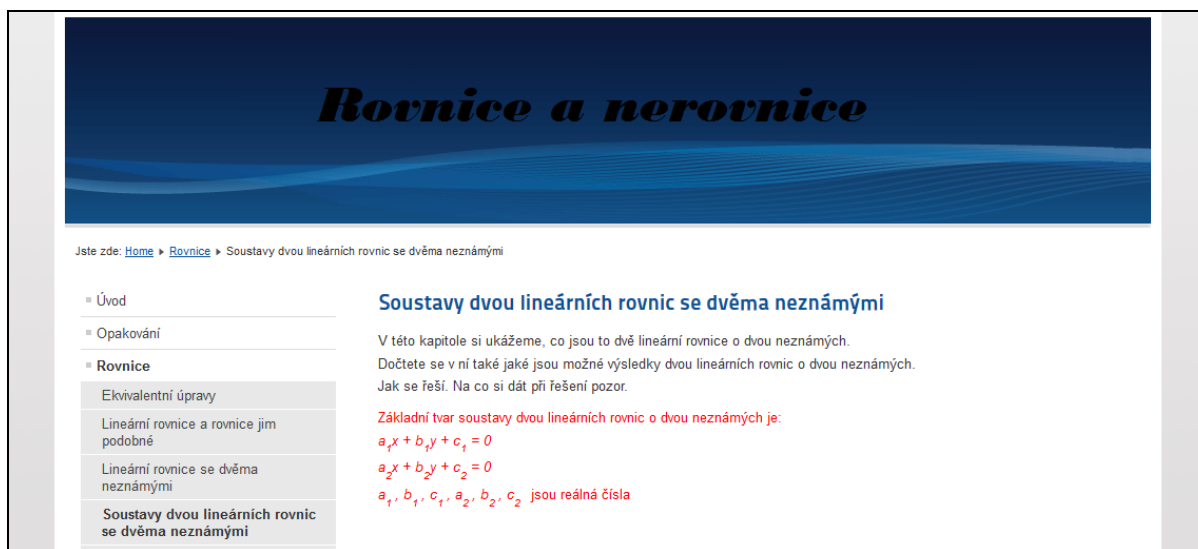 Rovnice a nerovnice
Jste zde: Home ▸ Rovnice ▸ Soustavy dvou lineárních rovnic se dvěma neznámými
Úvod
Opakování
Rovnice
Ekvivalentní úpravy
Lineární rovnice a rovnice jim
podobné
Lineární rovnice se dvěma
neznámými
Soustavy dvou lineárních rovnic
se dvěma neznámými
Soustavy dvou lineárních rovnic se dvěma neznámými
V této kapitole si ukážeme, co jsou to dvě lineární rovnice o dvou neznámých.
Dočtete se v ní také jaké jsou možné výsledky dvou lineárních rovnic o dvou neznámých.
Jak se řeší. Na co si dát při řešení pozor.
Základní tvar soustavy dvou lineárních rovnic o dvou neznámých je:
a₁x + b₁y + c₁ = 0
a₂x + b₂y + c₂ = 0
a₁, b₁, c₁, a₂, b₂, c₂ jsou reálná čísla